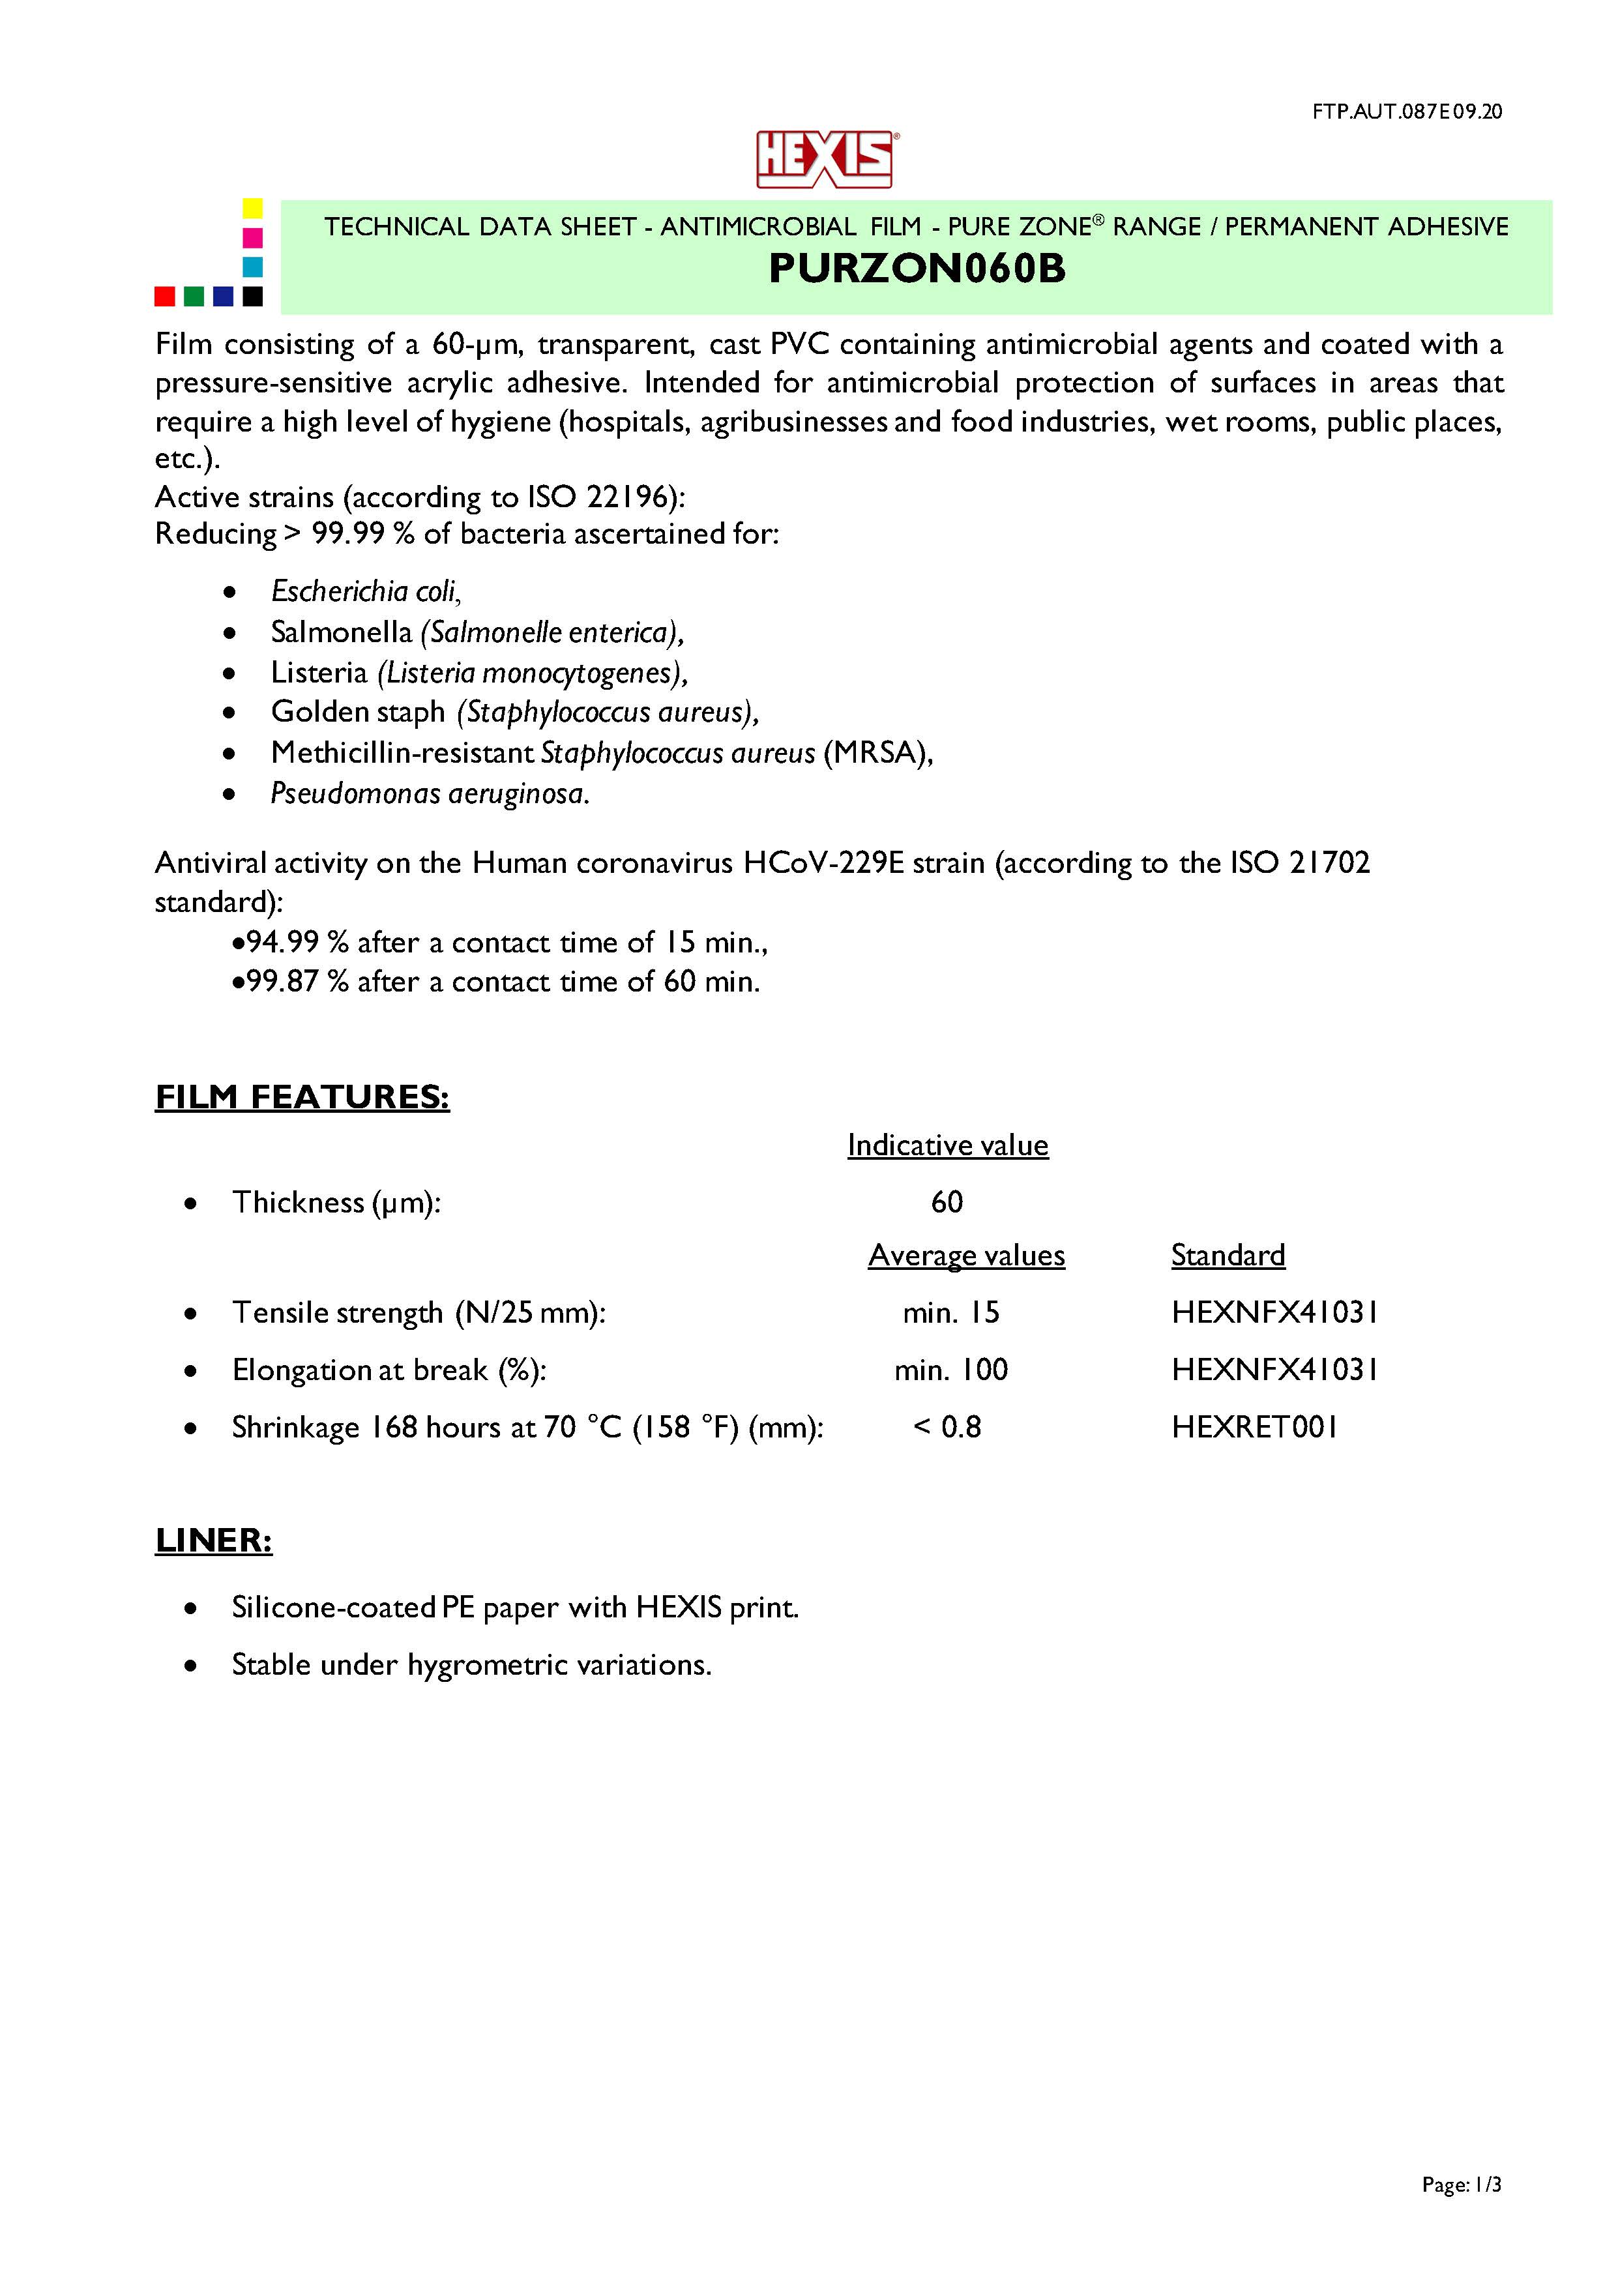 FTP.AUT.087E 09.20
HEXIS®
TECHNICAL DATA SHEET - ANTIMICROBIAL FILM - PURE ZONE® RANGE / PERMANENT ADHESIVE
PURZON060B
Film consisting of a 60-µm, transparent, cast PVC containing antimicrobial agents and coated with a
pressure-sensitive acrylic adhesive. Intended for antimicrobial protection of surfaces in areas that
require a high level of hygiene (hospitals, agribusinesses and food industries, wet rooms, public places,
etc.).
Active strains (according to ISO 22196):
Reducing > 99.99 % of bacteria ascertained for:
• Escherichia coli,
• Salmonella (Salmonelle enterica),
• Listeria (Listeria monocytogenes),
• Golden staph (Staphylococcus aureus),
• Methicillin-resistant Staphylococcus aureus (MRSA),
• Pseudomonas aeruginosa.
Antiviral activity on the Human coronavirus HCoV-229E strain (according to the ISO 21702
standard):
•94.99 % after a contact time of 15 min.,
•99.87 % after a contact time of 60 min.
FILM FEATURES:
Indicative value
• Thickness (µm): 60
Average values Standard
• Tensile strength (N/25 mm): min. 15 HEXNFX41031
• Elongation at break (%): min. 100 HEXNFX41031
• Shrinkage 168 hours at 70 °C (158 °F) (mm): < 0.8 HEXRET001
LINER:
• Silicone-coated PE paper with HEXIS print.
• Stable under hygrometric variations.
Page: 1/3